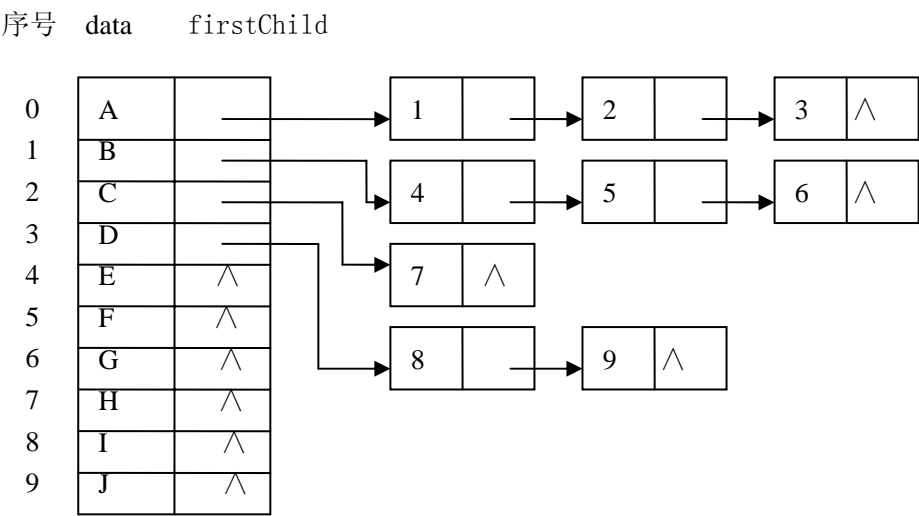 序号 data firstChild
0 A 1 2 3 ∧
1 B
2 C 4 5 6 ∧
3 D
4 E ∧ 7 ∧
5 F ∧
6 G ∧ 8 9 ∧
7 H ∧
8 I ∧
9 J ∧